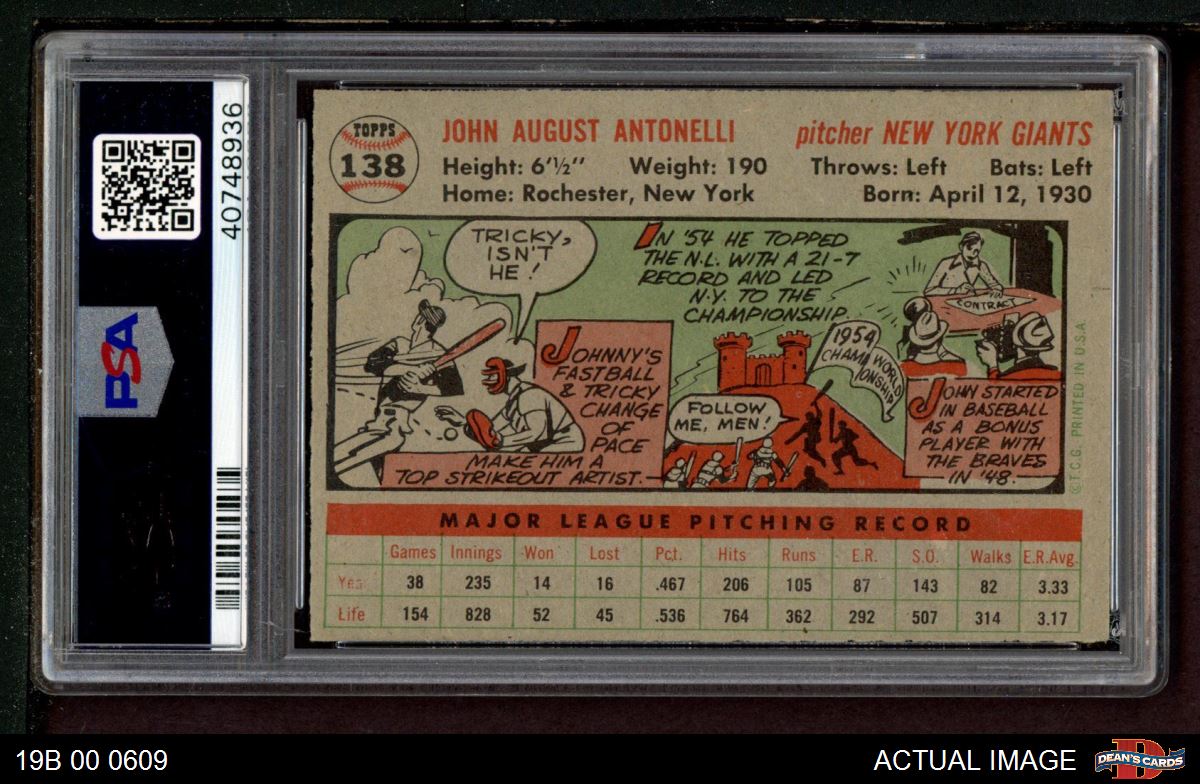 40748936
PSA
TOPPS
138
JOHN AUGUST ANTONELLI
pitcher NEW YORK GIANTS
Height: 6'½" Weight: 190 Throws: Left Bats: Left
Home: Rochester, New York Born: April 12, 1930
TRICKY,
ISN'T
HE!
JOHNNY'S
FASTBALL
& TRICKY
CHANGE
OF
PACE
MAKE HIM A
TOP STRIKEOUT ARTIST.
IN '54 HE TOPPED
THE N.L. WITH A 21-7
RECORD AND LED
N.Y. TO THE
CHAMPIONSHIP.
1954
WORLD
CHAMPIONSHIP
FOLLOW
ME, MEN!
CONTRACT
JOHN STARTED
IN BASEBALL
AS A BONUS
PLAYER WITH
THE BRAVES
IN '48.
© T.C.G. PRINTED IN U.S.A.
MAJOR LEAGUE PITCHING RECORD
Games Innings Won Lost Pct. Hits Runs E.R. S.O. Walks E.R.Avg.
Year 38 235 14 16 .467 206 105 87 143 82 3.33
Life 154 828 52 45 .536 764 362 292 507 314 3.17
19B 00 0609
ACTUAL IMAGE
D
DEAN'S CARDS